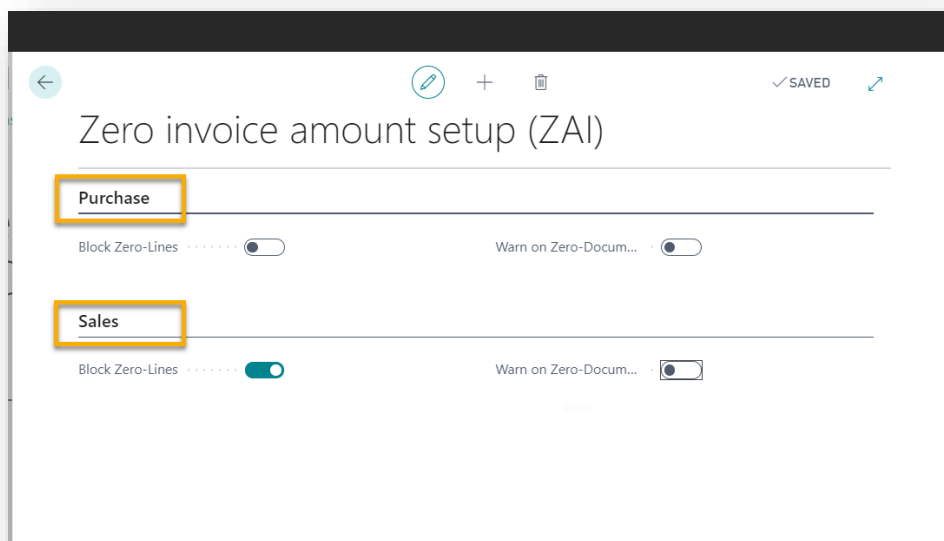 SAVED
Zero invoice amount setup (ZAI)
Purchase
Block Zero-Lines Warn on Zero-Docum...
Sales
Block Zero-Lines Warn on Zero-Docum...